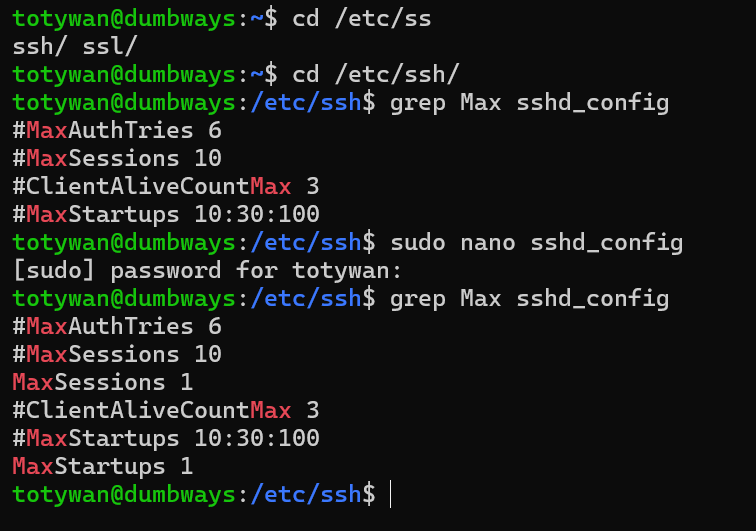 totywan@dumbways:~$ cd /etc/ss
ssh/ ssl/
totywan@dumbways:~$ cd /etc/ssh/
totywan@dumbways:/etc/ssh$ grep Max sshd_config
#MaxAuthTries 6
#MaxSessions 10
#ClientAliveCountMax 3
#MaxStartups 10:30:100
totywan@dumbways:/etc/ssh$ sudo nano sshd_config
[sudo] password for totywan:
totywan@dumbways:/etc/ssh$ grep Max sshd_config
#MaxAuthTries 6
#MaxSessions 10
MaxSessions 1
#ClientAliveCountMax 3
#MaxStartups 10:30:100
MaxStartups 1
totywan@dumbways:/etc/ssh$